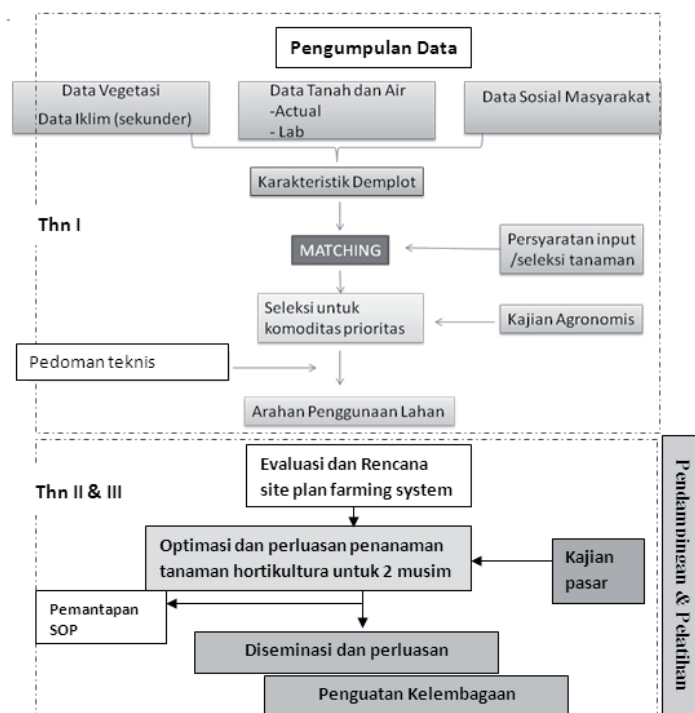 Pengumpulan Data
Data Vegetasi
Data Iklim (sekunder)
Data Tanah dan Air
-Actual
- Lab
Data Sosial Masyarakat
Karakteristik Demplot
Thn I
MATCHING
Persyaratan input
/seleksi tanaman
Seleksi untuk
komoditas prioritas
Kajian Agronomis
Pedoman teknis
Arahan Penggunaan Lahan
Thn II & III
Evaluasi dan Rencana
site plan farming system
Optimasi dan perluasan penanaman
tanaman hortikultura untuk 2 musim
Kajian
pasar
Pemantapan
SOP
Diseminasi dan perluasan
Penguatan Kelembagaan
Pendampingan & Pelatihan